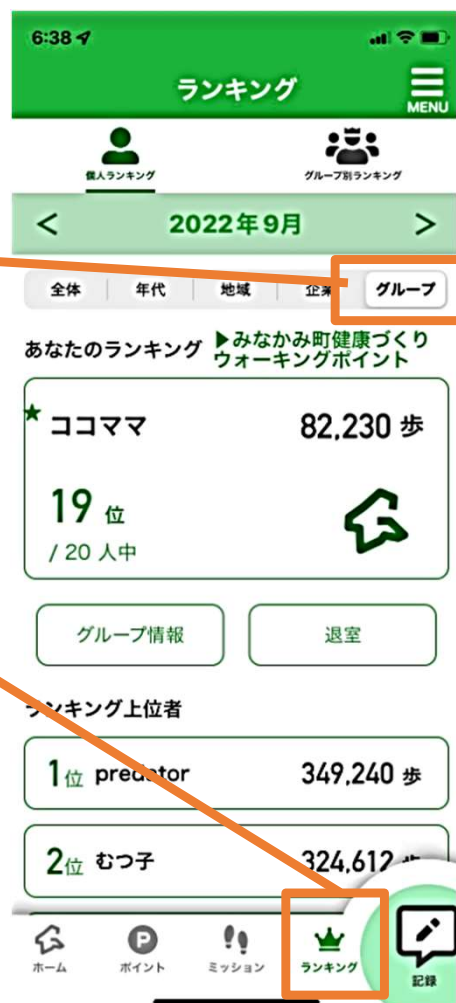 6:38
ランキング
MENU
個人ランキング
グループ別ランキング
< 2022年9月 >
全体 年代 地域 企業 グループ
あなたのランキング ▶みなかみ町健康づくり
ウォーキングポイント
★ココママ 82,230 歩
19 位
/ 20 人中
グループ情報 退室
ランキング上位者
1位 predator 349,240 歩
2位 むつ子 324,612 歩
ホーム ポイント ミッション ランキング 記録